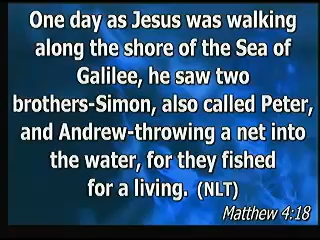 One day as Jesus was walking
along the shore of the Sea of
Galilee, he saw two
brothers-Simon, also called Peter,
and Andrew-throwing a net into
the water, for they fished
for a living. (NLT)
Matthew 4:18